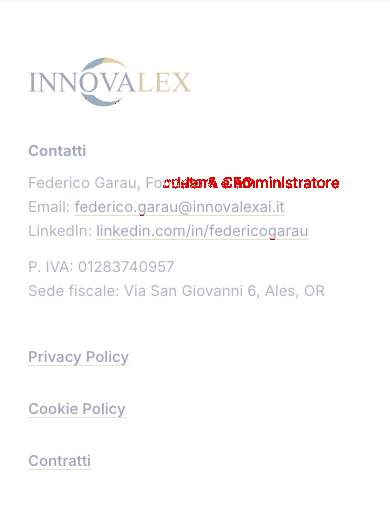 INNOVALEX
Contatti
Federico Garau,
Email: federico.garau@innovalexai.it
LinkedIn: linkedin.com/in/federicogarau
P. IVA: 01283740957
Sede fiscale: Via San Giovanni 6, Ales, OR
Privacy Policy
Cookie Policy
Contratti